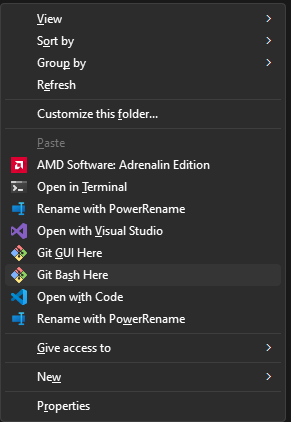 View
Sort by
Group by
Refresh
Customize this folder...
Paste
AMD Software: Adrenalin Edition
Open in Terminal
Rename with PowerRename
Open with Visual Studio
Git GUI Here
Git Bash Here
Open with Code
Rename with PowerRename
Give access to
New
Properties